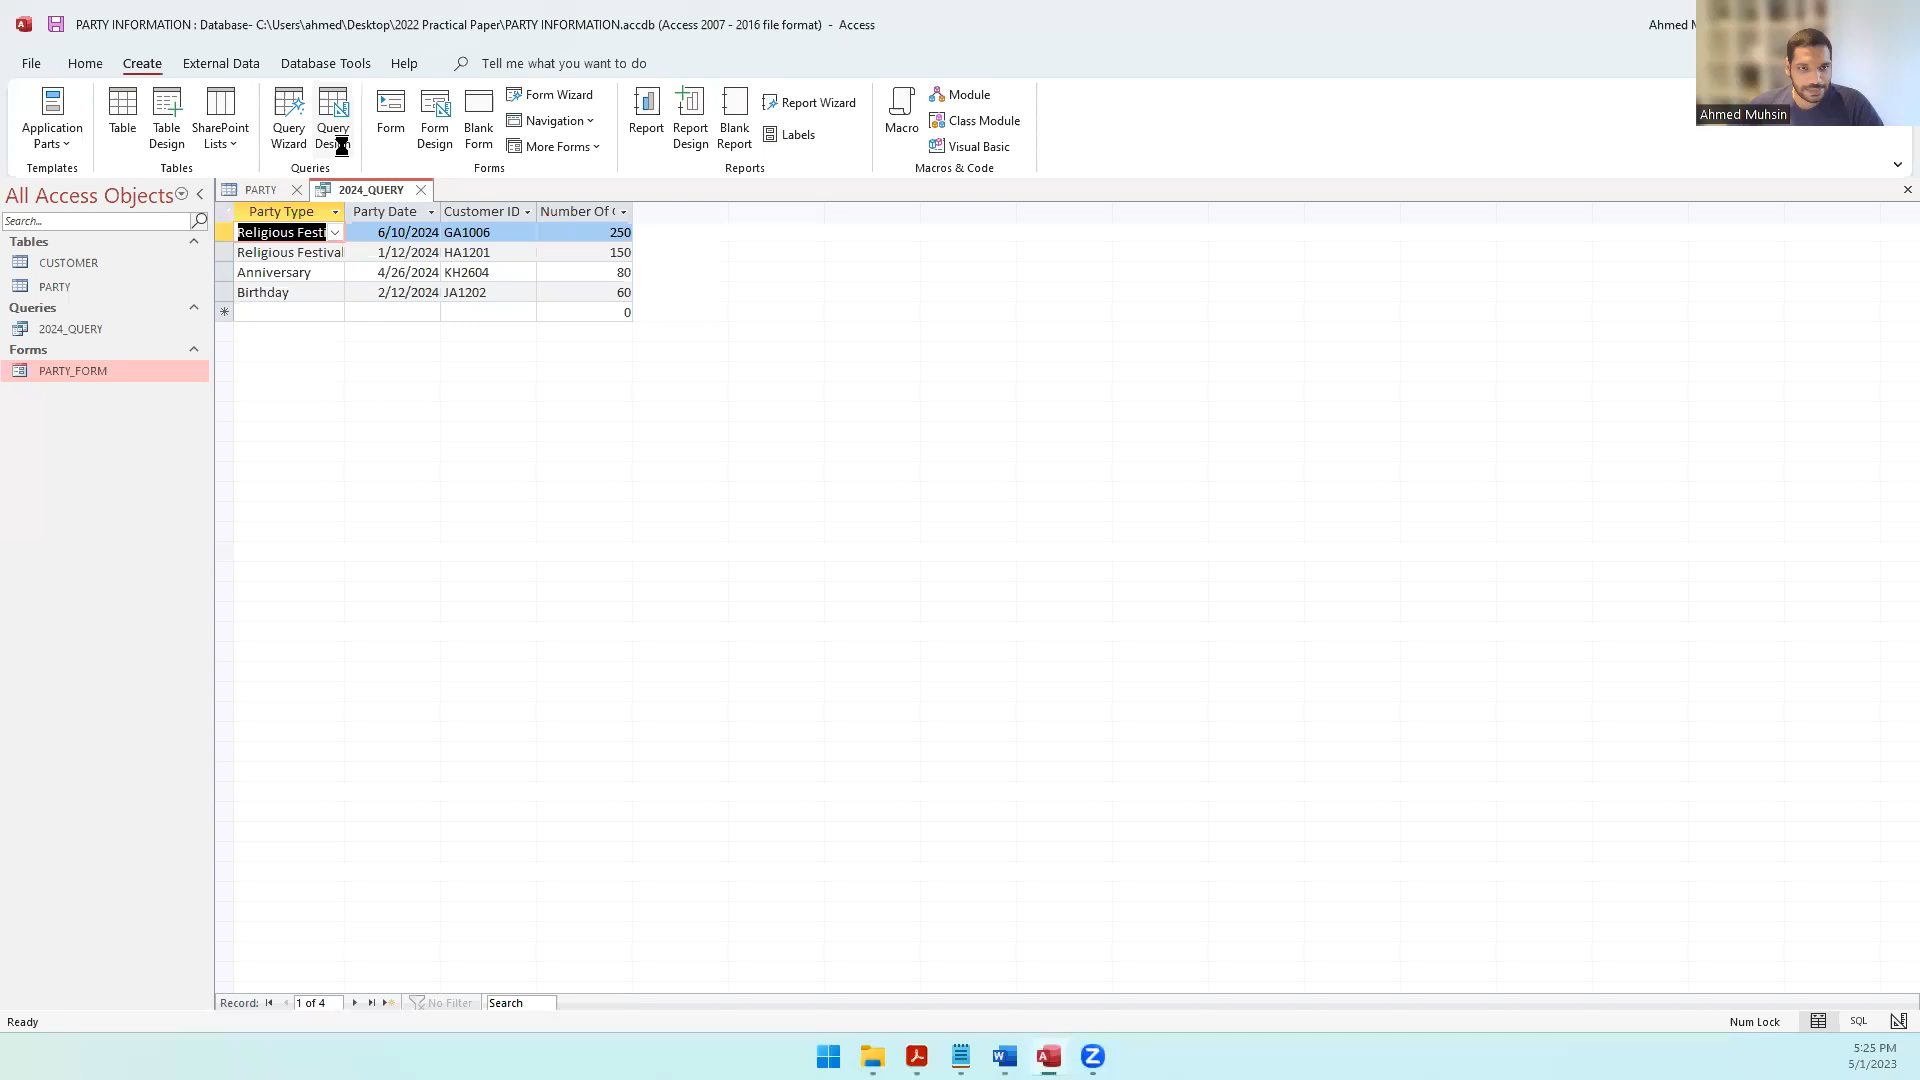 PARTY INFORMATION : Database- C:\Users\ahmed\Desktop\2022 Practical Paper\PARTY INFORMATION.accdb (Access 2007 - 2016 file format) - Access
Ahmed M
File Home Create External Data Database Tools Help Tell me what you want to do
Application Parts
Templates
Table
Table Design
SharePoint Lists
Tables
Query Wizard
Query Design
Queries
Form
Form Design
Blank Form
Form Wizard
Navigation
More Forms
Forms
Report
Report Design
Blank Report
Report Wizard
Labels
Reports
Macro
Module
Class Module
Visual Basic
Macros & Code
Ahmed Muhsin
All Access Objects
Search...
Tables
CUSTOMER
PARTY
Queries
2024_QUERY
Forms
PARTY_FORM
PARTY 2024_QUERY
Party Type Party Date Customer ID Number Of
Religious Festi 6/10/2024 GA1006 250
Religious Festival 1/12/2024 HA1201 150
Anniversary 4/26/2024 KH2604 80
Birthday 2/12/2024 JA1202 60
0
Record: 1 of 4 No Filter Search
Ready
Num Lock
SQL
5:25 PM
5/1/2023